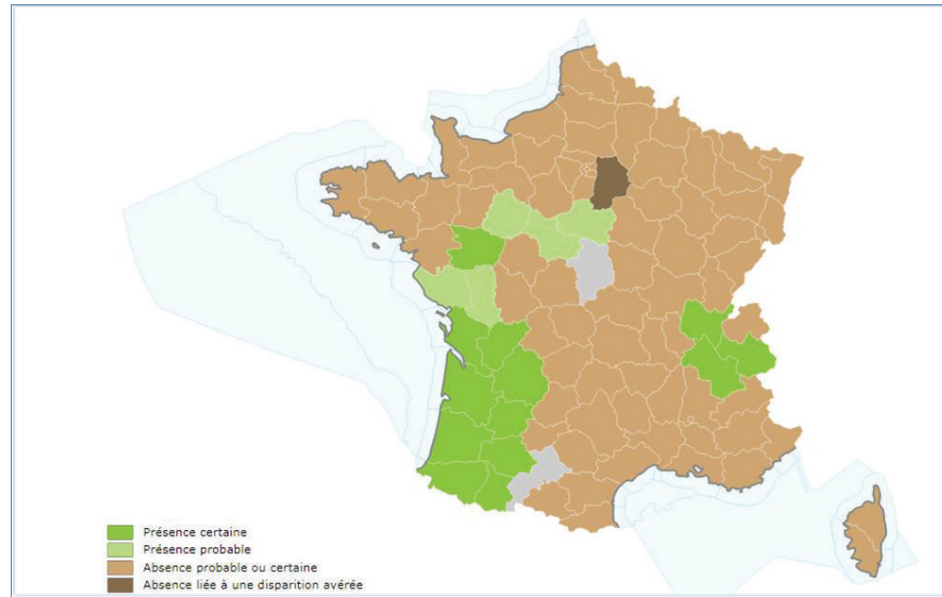 Présence certaine
Présence probable
Absence probable ou certaine
Absence liée à une disparition avérée